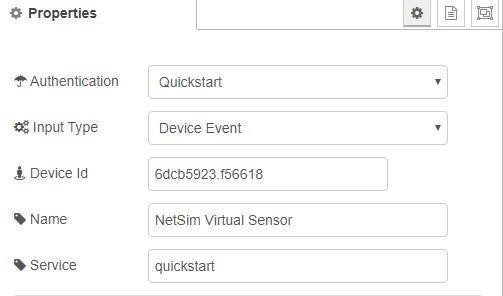 Properties
Authentication Quickstart
Input Type Device Event
Device Id 6dcb5923.f56618
Name NetSim Virtual Sensor
Service quickstart